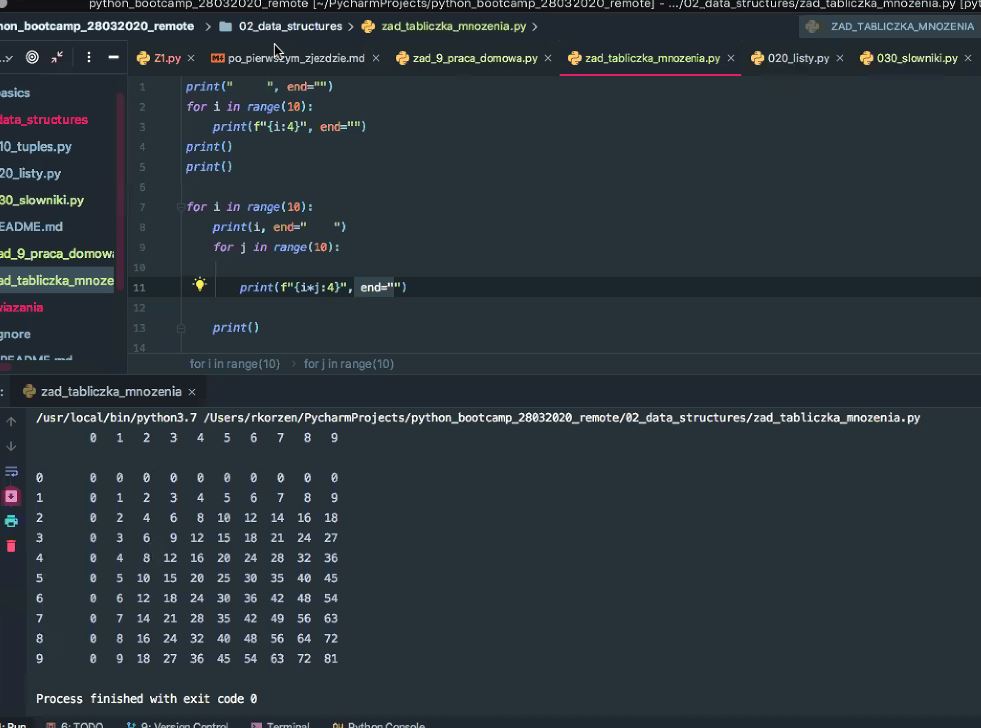 python_bootcamp_28032020_remote [~/PycharmProjects/python_bootcamp_28032020_remote] - .../02_data_structures/zad_tabliczka_mnozenia.py
hon_bootcamp_28032020_remote 02_data_structures zad_tabliczka_mnozenia.py ZAD_TABLICZKA_MNOZENIA
Z1.py × po_pierwszym_zjezdzie.md × zad_9_praca_domowa.py × zad_tabliczka_mnozenia.py × 020_listy.py × 030_slowniki.py ×
asics
data_structures
10_tuples.py
20_listy.py
30_slowniki.py
EADME.md
ad_9_praca_domowa
ad_tabliczka_mnoze
wiazania
gnore
README.md
1 print("     ", end="")
2 for i in range(10):
3     print(f"{i:4}", end="")
4 print()
5 print()
6
7 for i in range(10):
8     print(i, end="    ")
9     for j in range(10):
10
11         print(f"{i*j:4}", end="")
12
13     print()
14
for i in range(10) › for j in range(10)
: zad_tabliczka_mnozenia ×
/usr/local/bin/python3.7 /Users/rkorzen/PycharmProjects/python_bootcamp_28032020_remote/02_data_structures/zad_tabliczka_mnozenia.py
0 1 2 3 4 5 6 7 8 9
0 0 0 0 0 0 0 0 0 0 0
1 0 1 2 3 4 5 6 7 8 9
2 0 2 4 6 8 10 12 14 16 18
3 0 3 6 9 12 15 18 21 24 27
4 0 4 8 12 16 20 24 28 32 36
5 0 5 10 15 20 25 30 35 40 45
6 0 6 12 18 24 30 36 42 48 54
7 0 7 14 21 28 35 42 49 56 63
8 0 8 16 24 32 40 48 56 64 72
9 0 9 18 27 36 45 54 63 72 81
Process finished with exit code 0
: Run 6: TODO 9: Version Control Terminal Python Console